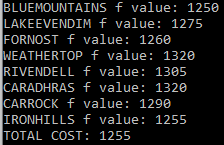 BLUEMOUNTAINS f value: 1250
LAKEEVENDIM f value: 1275
FORNOST f value: 1260
WEATHERTOP f value: 1320
RIVENDELL f value: 1305
CARADHRAS f value: 1320
CARROCK f value: 1290
IRONHILLS f value: 1255
TOTAL COST: 1255